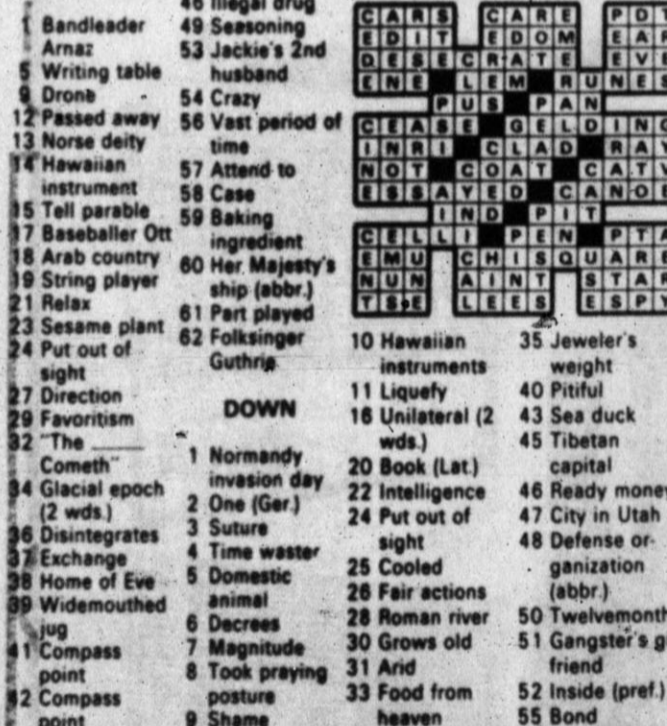 1 Bandleader
Arnaz
5 Writing table
9 Drone
12 Passed away
13 Norse deity
14 Hawaiian
instrument
15 Tell parable
17 Baseballer Ott
18 Arab country
19 String player
21 Relax
23 Sesame plant
24 Put out of
sight
27 Direction
29 Favoritism
32 "The ____
Cometh"
34 Glacial epoch
(2 wds.)
36 Disintegrates
37 Exchange
38 Home of Eve
39 Widemouthed
jug
41 Compass
point
42 Compass
point
46 Illegal drug
49 Seasoning
53 Jackie's 2nd
husband
54 Crazy
56 Vast period of
time
57 Attend to
58 Case
59 Baking
ingredient
60 Her Majesty's
ship (abbr.)
61 Part played
62 Folksinger
Guthrie
DOWN
1 Normandy
invasion day
2 One (Ger.)
3 Suture
4 Time waster
5 Domestic
animal
6 Decrees
7 Magnitude
8 Took praying
posture
9 Shame
CARS CARE PDT
EDIT EDOM EAR
DESECRATE EVE
ENE LEM RUNE
PUS PAN
CEASE GELDING
INRI CLAD RAY
NOT COAT CAT
ESSAYED CANO
IND PIT
CELLI PEN PTA
EMU CHISQUARE
NUN AINT STA
TSE LEES ESPY
10 Hawaiian
instruments
11 Liquefy
16 Unilateral (2
wds.)
20 Book (Lat.)
22 Intelligence
24 Put out of
sight
25 Cooled
26 Fair actions
28 Roman river
30 Grows old
31 Arid
33 Food from
heaven
35 Jeweler's
weight
40 Pitiful
43 Sea duck
45 Tibetan
capital
46 Ready money
47 City in Utah
48 Defense or-
ganization
(abbr.)
50 Twelvemonth
51 Gangster's g
friend
52 Inside (pref.)
55 Bond